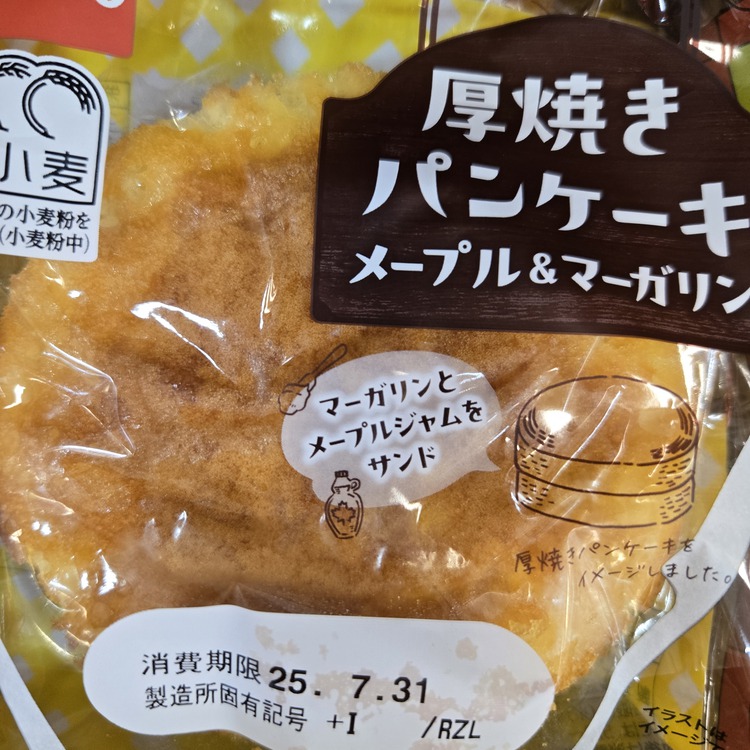 厚焼き
パンケーキ
メープル&マーガリン
小麦
の小麦粉を
(小麦粉中)
マーガリンと
メープルジャムを
サンド
厚焼きパンケーキを
イメージしました。
消費期限 25. 7.31
製造所固有記号 +I /RZL
イラストは
イメージで